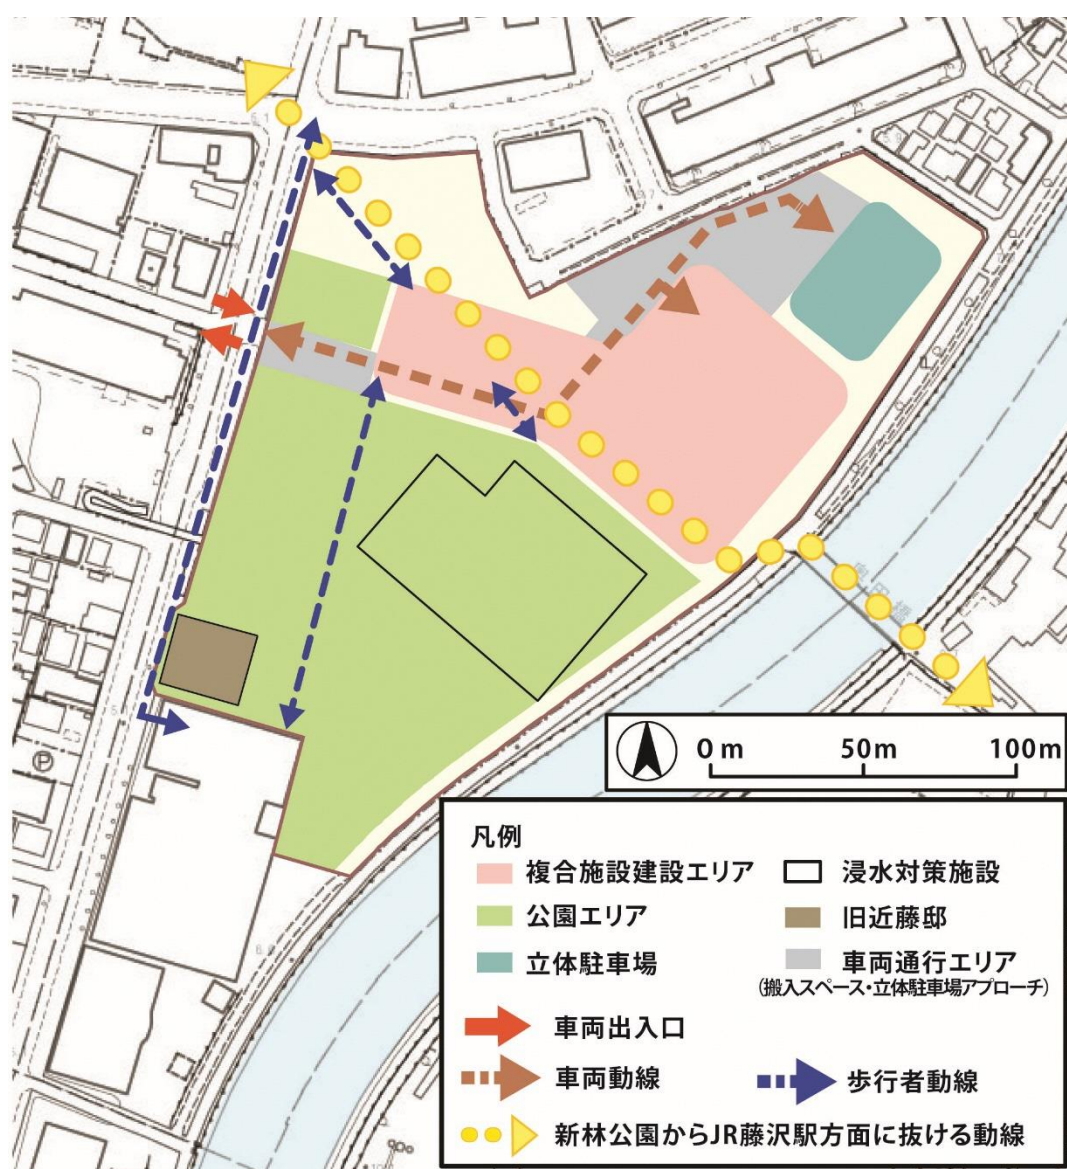 奥田橋
Ⓟ
0m 50m 100m
凡例
複合施設建設エリア
浸水対策施設
公園エリア
旧近藤邸
立体駐車場
車両通行エリア
(搬入スペース・立体駐車場アプローチ)
車両出入口
車両動線
歩行者動線
新林公園からJR藤沢駅方面に抜ける動線